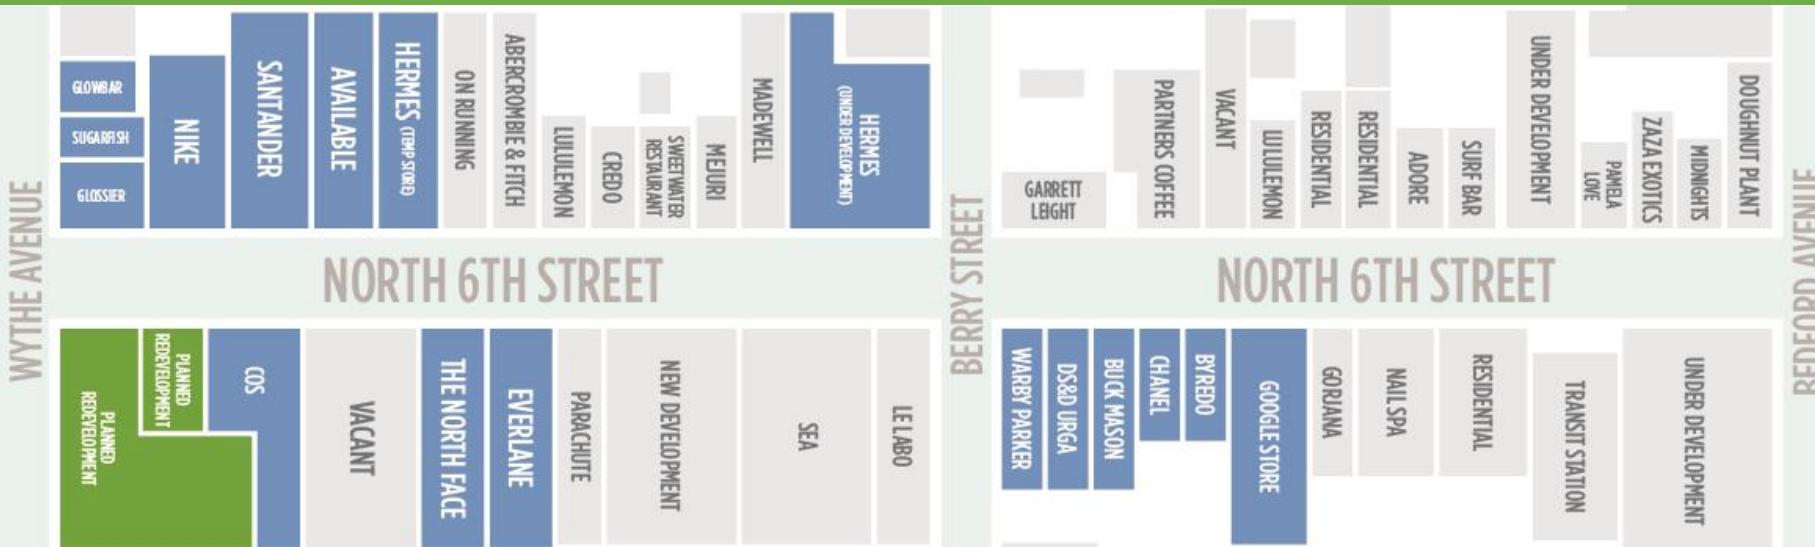 WYTHE AVENUE
GLOWBAR
SUGARFISH
GLOSSIER
NIKE
SANTANDER
AVAILABLE
HERMES (TEMP STORE)
ON RUNNING
ABERCROMBIE & FITCH
LULULEMON
CREDO
SWEETWATER
RESTAURANT
MEJURI
MADEWELL
HERMES
(UNDER DEVELOPMENT)
BERRY STREET
GARRETT
LEIGHT
PARTNERS COFFEE
VACANT
LULULEMON
RESIDENTIAL
RESIDENTIAL
ADORE
SURF BAR
UNDER DEVELOPMENT
PAMELA
LOVE
ZAZA EXOTICS
MIDNIGHTS
DOUGHNUT PLANT
BEDFORD AVENUE
NORTH 6TH STREET
NORTH 6TH STREET
PLANNED
REDEVELOPMENT
PLANNED
REDEVELOPMENT
COS
VACANT
THE NORTH FACE
EVERLANE
PARACHUTE
NEW DEVELOPMENT
SEA
LE LABO
WARBY PARKER
DS&D URGA
BUCK MASON
CHANEL
BYREDO
GOOGLE STORE
GORJANA
NAIL SPA
RESIDENTIAL
TRANSIT STATION
UNDER DEVELOPMENT